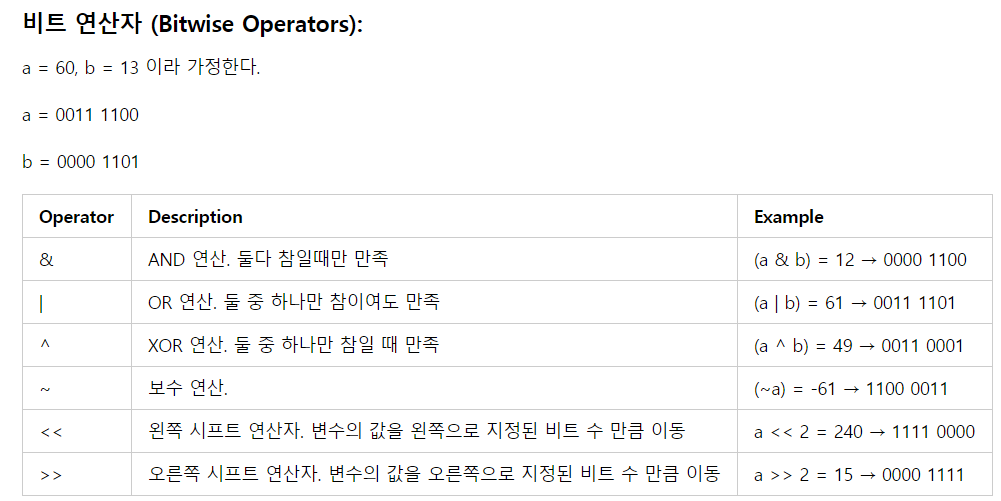 비트 연산자 (Bitwise Operators):
a = 60, b = 13 이라 가정한다.
a = 0011 1100
b = 0000 1101
Operator Description Example
& AND 연산. 둘다 참일때만 만족 (a & b) = 12 → 0000 1100
| OR 연산. 둘 중 하나만 참이여도 만족 (a | b) = 61 → 0011 1101
^ XOR 연산. 둘 중 하나만 참일 때 만족 (a ^ b) = 49 → 0011 0001
~ 보수 연산. (~a) = -61 → 1100 0011
<< 왼쪽 시프트 연산자. 변수의 값을 왼쪽으로 지정된 비트 수 만큼 이동 a << 2 = 240 → 1111 0000
>> 오른쪽 시프트 연산자. 변수의 값을 오른쪽으로 지정된 비트 수 만큼 이동 a >> 2 = 15 → 0000 1111